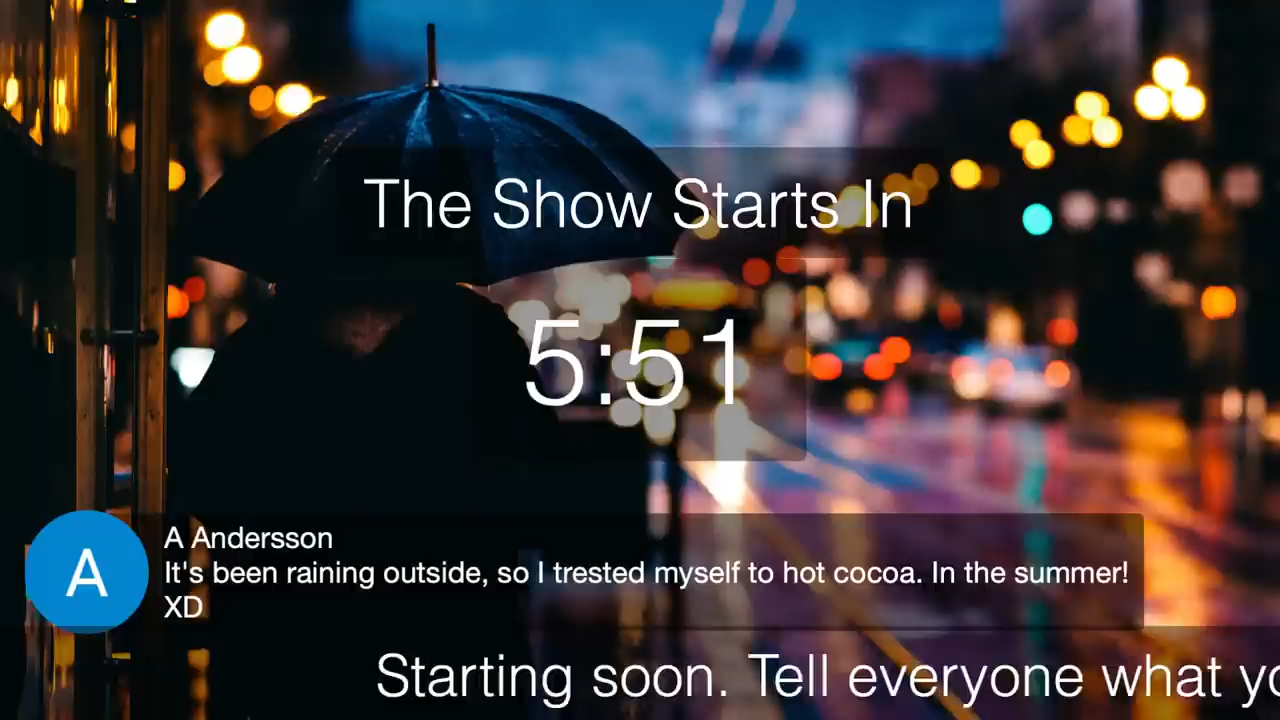 The Show Starts In
5:51
A
A Andersson
It's been raining outside, so I trested myself to hot cocoa. In the summer!
XD
Starting soon. Tell everyone what